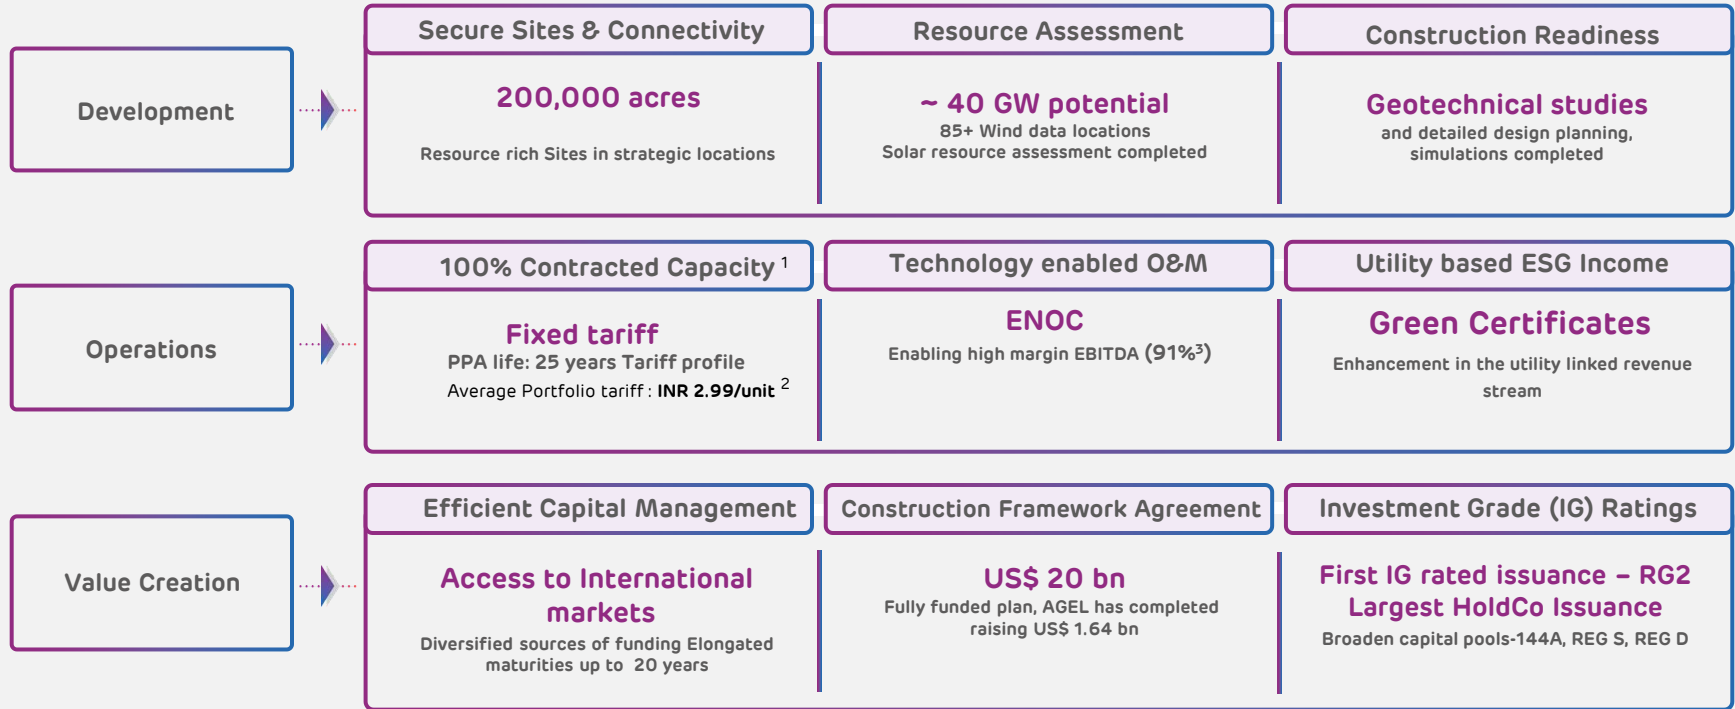 Development
Secure Sites & Connectivity
200,000 acres
Resource rich Sites in strategic locations
Resource Assessment
~ 40 GW potential
85+ Wind data locations
Solar resource assessment completed
Construction Readiness
Geotechnical studies
and detailed design planning,
simulations completed
Operations
100% Contracted Capacity 1
Fixed tariff
PPA life: 25 years Tariff profile
Average Portfolio tariff : INR 2.99/unit 2
Technology enabled O&M
ENOC
Enabling high margin EBITDA (91%3)
Utility based ESG Income
Green Certificates
Enhancement in the utility linked revenue
stream
Value Creation
Efficient Capital Management
Access to International
markets
Diversified sources of funding Elongated
maturities up to 20 years
Construction Framework Agreement
US$ 20 bn
Fully funded plan, AGEL has completed
raising US$ 1.64 bn
Investment Grade (IG) Ratings
First IG rated issuance – RG2
Largest HoldCo Issuance
Broaden capital pools-144A, REG S, REG D